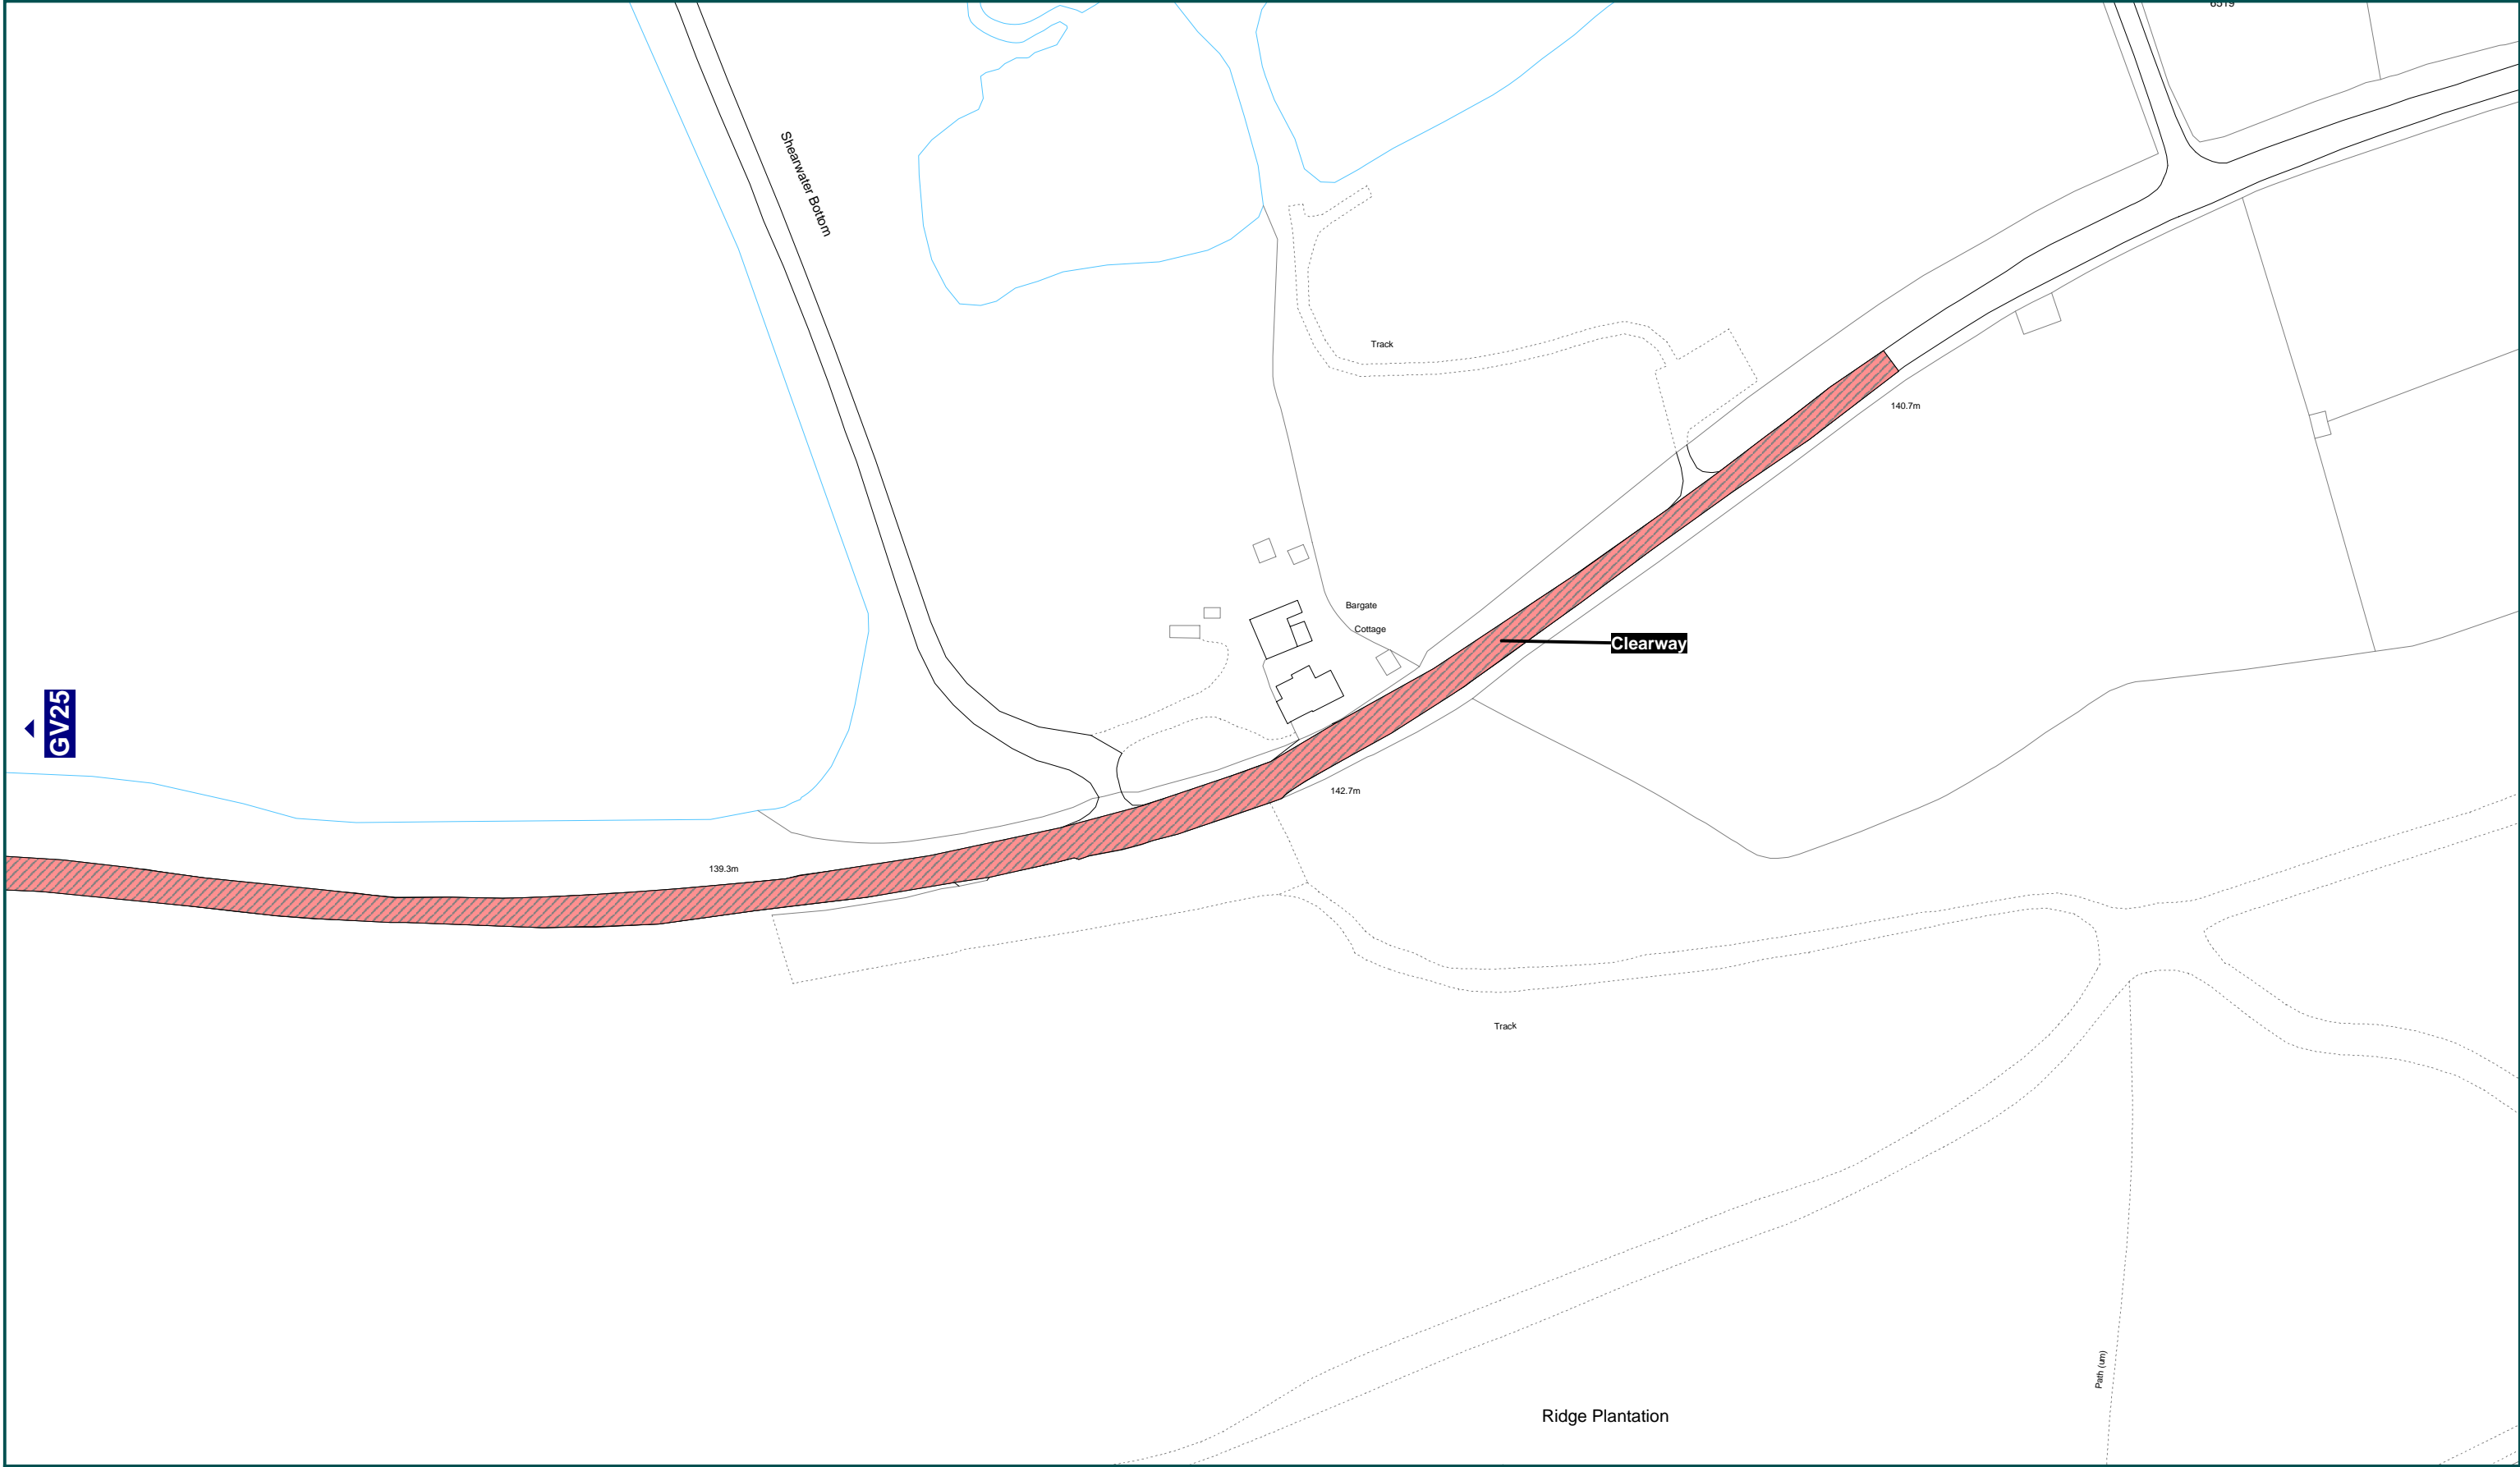 Shearwater Bottom
Track
140.7m
Bargate
Cottage
Clearway
GV25
142.7m
139.3m
Track
Path (um)
Ridge Plantation